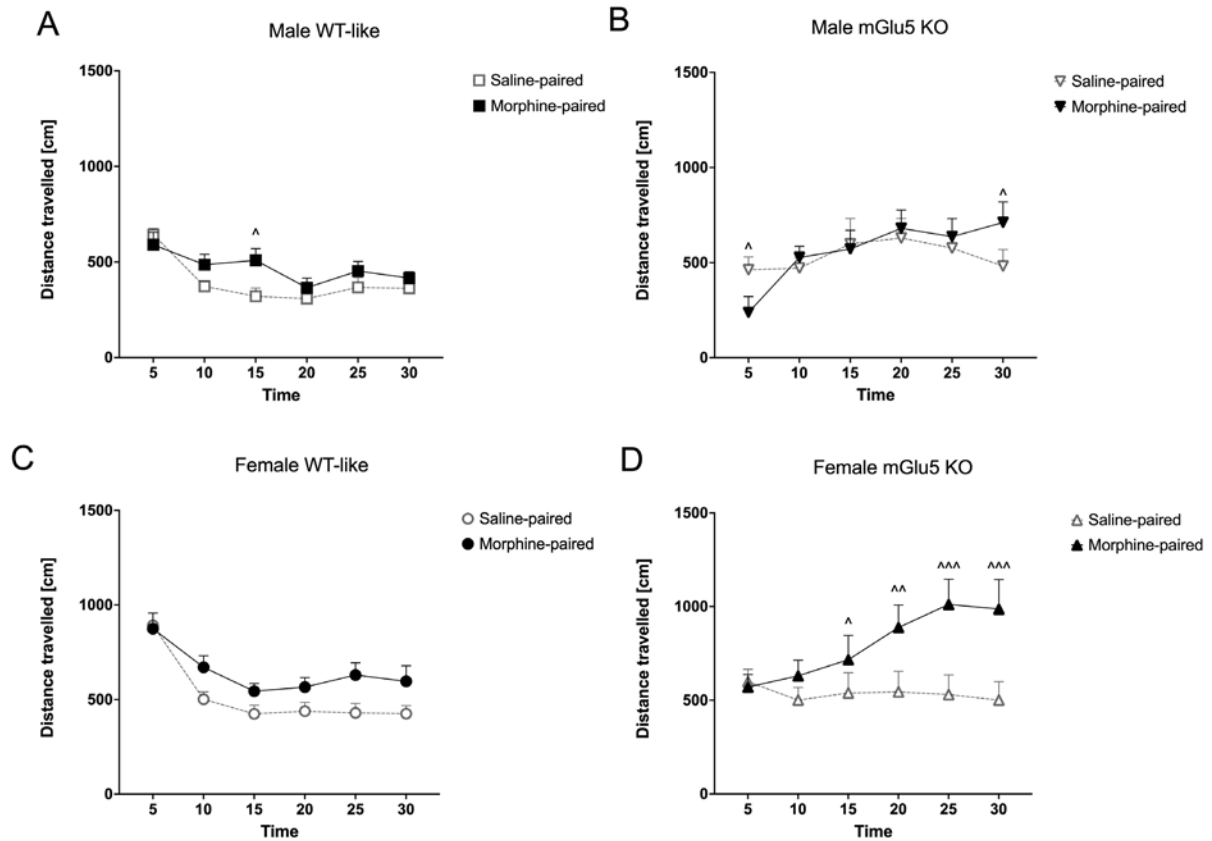 A
Male WT-like
1500
1000
500
0
Distance travelled [cm]
^
5 10 15 20 25 30
Time
Saline-paired
Morphine-paired
B
Male mGlu5 KO
1500
1000
500
0
Distance travelled [cm]
^ ^
5 10 15 20 25 30
Time
Saline-paired
Morphine-paired
C
Female WT-like
1500
1000
500
0
Distance travelled [cm]
5 10 15 20 25 30
Time
Saline-paired
Morphine-paired
D
Female mGlu5 KO
1500
1000
500
0
Distance travelled [cm]
^ ^^ ^^^ ^^^
5 10 15 20 25 30
Time
Saline-paired
Morphine-paired